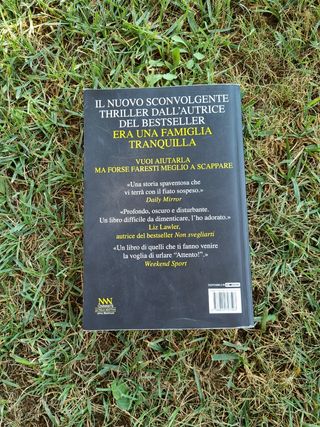 IL NUOVO SCONVOLGENTE
THRILLER DALL'AUTRICE
DEL BESTSELLER
ERA UNA FAMIGLIA
TRANQUILLA
VUOI AIUTARLA
MA FORSE FARESTI MEGLIO A SCAPPARE
«Una storia spaventosa che
vi terrà con il fiato sospeso.»
Daily Mirror
«Profondo, oscuro e disturbante.
Un libro difficile da dimenticare, l'ho adorato.»
Liz Lawler,
autrice del bestseller Non svegliarti
«Un libro di quelli che ti fanno venire
la voglia di urlare "Attento!".»
Weekend Sport